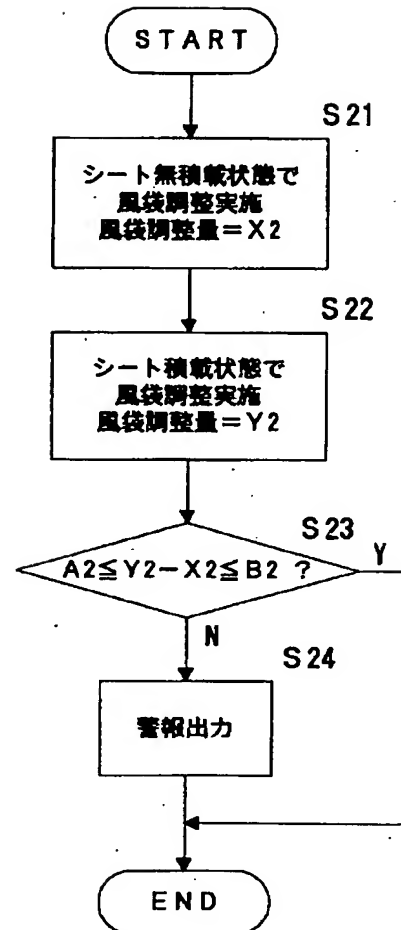 START
S21
シート無積載状態で
風袋調整実施
風袋調整量=X2
S22
シート積載状態で
風袋調整実施
風袋調整量=Y2
S23
A2≦Y2-X2≦B2 ?
Y
N
S24
警報出力
END